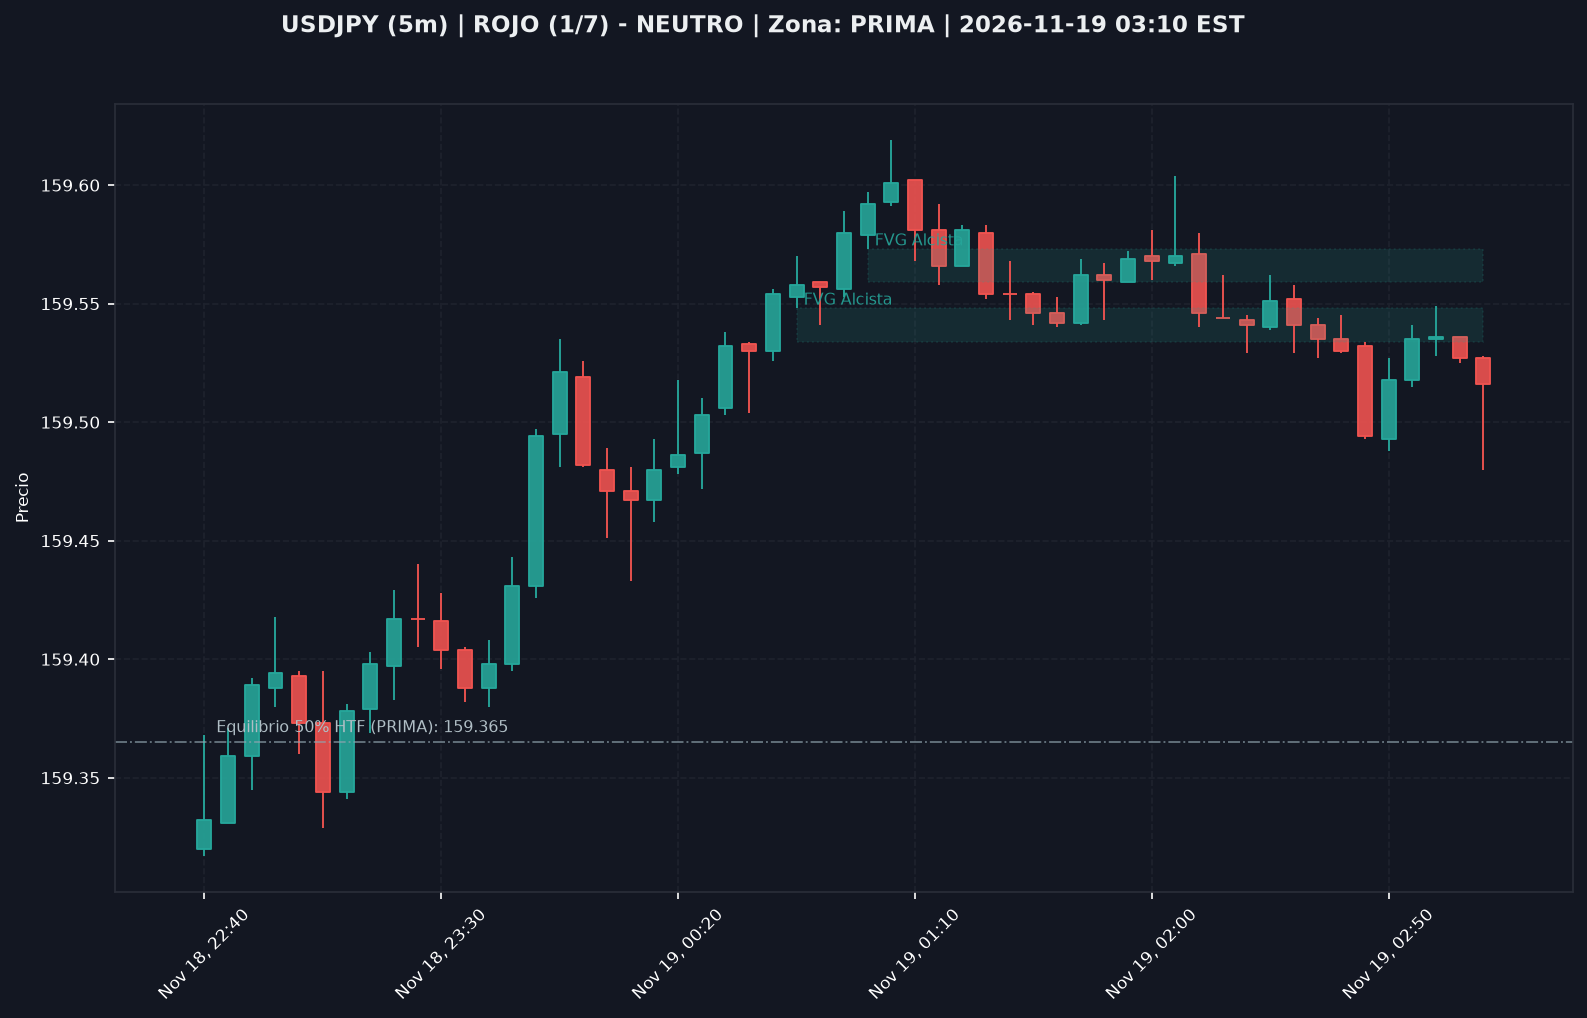 USDJPY (5m) | ROJO (1/7) - NEUTRO | Zona: PRIMA | 2026-11-19 03:10 EST
Precio
159.60
159.55
159.50
159.45
159.40
159.35
FVG Alcista
FVG Alcista
Equilibrio 50% HTF (PRIMA): 159.365
Nov 18, 22:40
Nov 18, 23:30
Nov 19, 00:20
Nov 19, 01:10
Nov 19, 02:00
Nov 19, 02:50